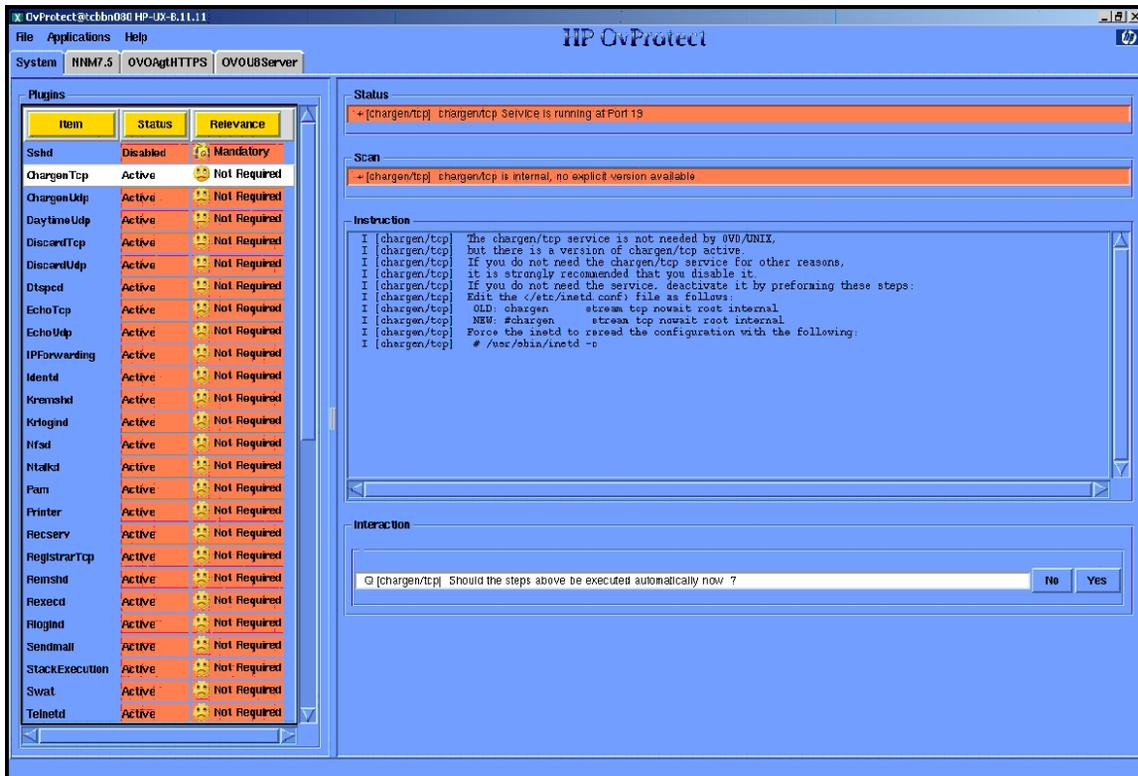 OvProtect@tcbbn080 HP-UX-B.11.11
File Applications Help
HP OvProtect
System NNM7.5 OVOAgtHTTPS OVOU8Server
Plugins
Item Status Relevance
Sshd Disabled Mandatory
ChargenTcp Active Not Required
ChargenUdp Active Not Required
DaytimeUdp Active Not Required
DiscardTcp Active Not Required
DiscardUdp Active Not Required
Dtspcd Active Not Required
EchoTcp Active Not Required
EchoUdp Active Not Required
IPForwarding Active Not Required
Identd Active Not Required
Kremshd Active Not Required
Krlogind Active Not Required
Nfsd Active Not Required
Ntalkd Active Not Required
Pam Active Not Required
Printer Active Not Required
Recserv Active Not Required
RegistrarTcp Active Not Required
Remshd Active Not Required
Rexecd Active Not Required
Rlogind Active Not Required
Sendmail Active Not Required
StackExecution Active Not Required
Swat Active Not Required
Telnetd Active Not Required
Status
[chargen/tcp] chargen/tcp Service is running at Port 19
Scan
[chargen/tcp] chargen/tcp is internal, no explicit version available
Instruction
I [chargen/tcp] The chargen/tcp service is not needed by OVO/UNIX,
I [chargen/tcp] but there is a version of chargen/tcp active.
I [chargen/tcp] If you do not need the chargen/tcp service for other reasons,
I [chargen/tcp] it is strongly recommended that you disable it.
I [chargen/tcp] If you do not need the service, deactivate it by preforming these steps:
I [chargen/tcp] Edit the </etc/inetd.conf> file as follows:
I [chargen/tcp] OLD: chargen stream tcp nowait root internal
I [chargen/tcp] NEW: #chargen stream tcp nowait root internal
I [chargen/tcp] Force the inetd to reread the configuration with the following:
I [chargen/tcp] # /usr/sbin/inetd -c
Interaction
Q [chargen/tcp] Should the steps above be executed automatically now ?
No Yes